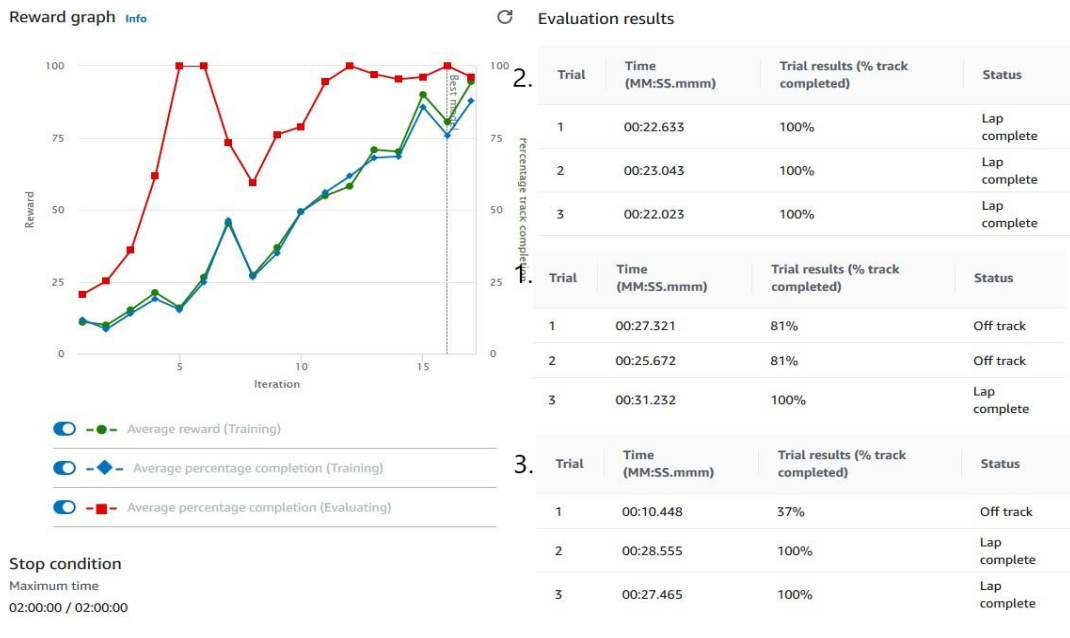 Reward graph Info
100
75
50
25
0
Reward
100
75
50
25
0
Percentage track completion
Best model
5
10
15
Iteration
Average reward (Training)
Average percentage completion (Training)
Average percentage completion (Evaluating)
Stop condition
Maximum time
02:00:00 / 02:00:00
Evaluation results
2.
Trial Time (MM:SS.mmm) Trial results (% track completed) Status
1 00:22.633 100% Lap complete
2 00:23.043 100% Lap complete
3 00:22.023 100% Lap complete
1.
Trial Time (MM:SS.mmm) Trial results (% track completed) Status
1 00:27.321 81% Off track
2 00:25.672 81% Off track
3 00:31.232 100% Lap complete
3.
Trial Time (MM:SS.mmm) Trial results (% track completed) Status
1 00:10.448 37% Off track
2 00:28.555 100% Lap complete
3 00:27.465 100% Lap complete